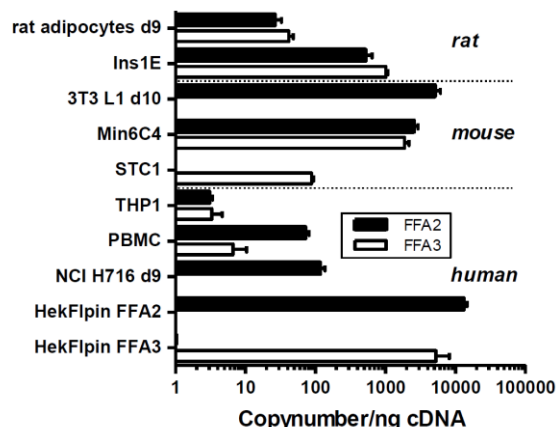 rat adipocytes d9
rat
Ins1E
3T3 L1 d10
Min6C4
mouse
STC1
THP1
FFA2
PBMC
FFA3
NCI H716 d9
human
HekFlpin FFA2
HekFlpin FFA3
1 10 100 1000 10000 100000
Copynumber/ng cDNA